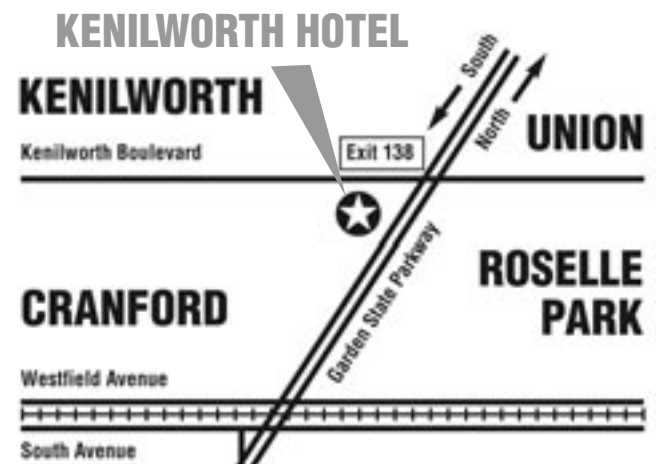 KENILWORTH HOTEL
South
KENILWORTH
North
UNION
Kenilworth Boulevard
Exit 138
Garden State Parkway
ROSELLE
PARK
CRANFORD
Westfield Avenue
South Avenue